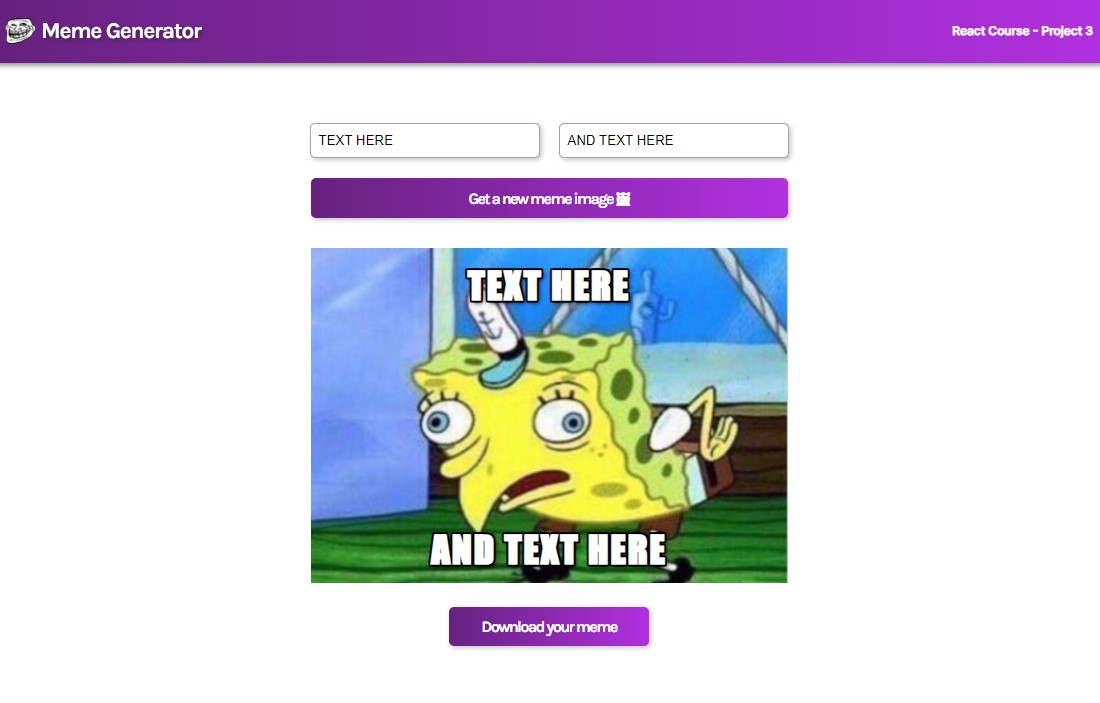 Meme Generator
React Course - Project 3
TEXT HERE
AND TEXT HERE
Get a new meme image 🖼
TEXT HERE
AND TEXT HERE
Download your meme